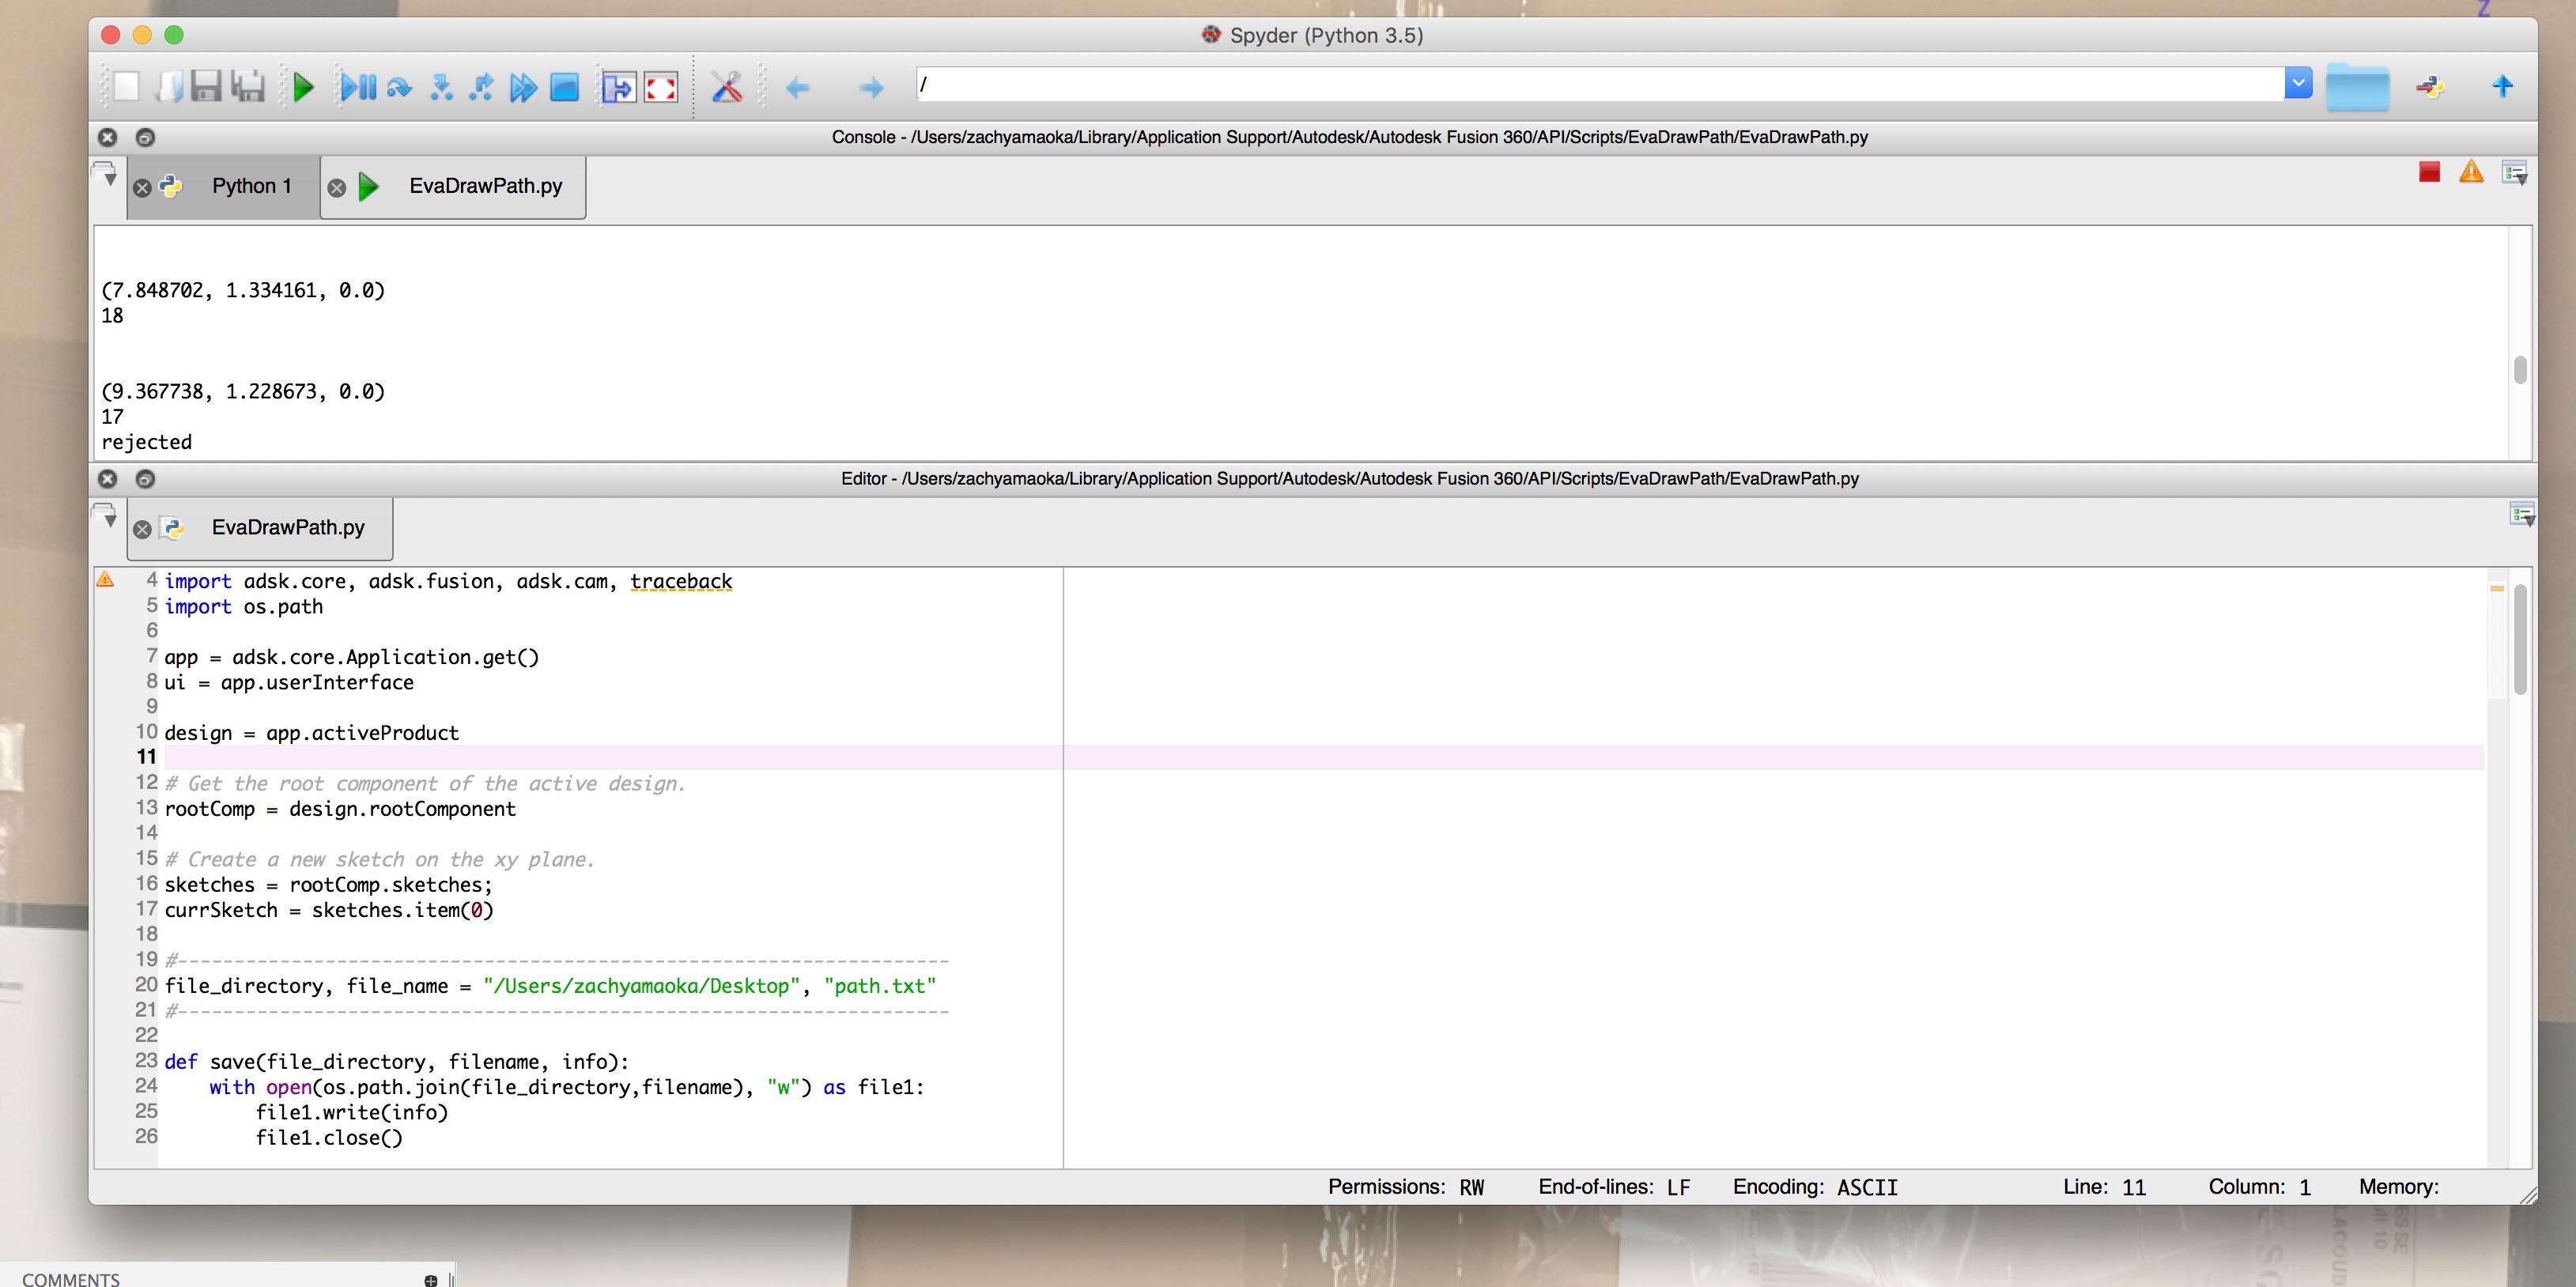 Z
Spyder (Python 3.5)
/
Console - /Users/zachyamaoka/Library/Application Support/Autodesk/Autodesk Fusion 360/API/Scripts/EvaDrawPath/EvaDrawPath.py
Python 1
EvaDrawPath.py
(7.848702, 1.334161, 0.0)
18
(9.367738, 1.228673, 0.0)
17
rejected
Editor - /Users/zachyamaoka/Library/Application Support/Autodesk/Autodesk Fusion 360/API/Scripts/EvaDrawPath/EvaDrawPath.py
EvaDrawPath.py
4 import adsk.core, adsk.fusion, adsk.cam, traceback
5 import os.path
6
7 app = adsk.core.Application.get()
8 ui = app.userInterface
9
10 design = app.activeProduct
11
12 # Get the root component of the active design.
13 rootComp = design.rootComponent
14
15 # Create a new sketch on the xy plane.
16 sketches = rootComp.sketches;
17 currSketch = sketches.item(0)
18
19 #--------------------------------------------------------------------
20 file_directory, file_name = "/Users/zachyamaoka/Desktop", "path.txt"
21 #--------------------------------------------------------------------
22
23 def save(file_directory, filename, info):
24     with open(os.path.join(file_directory,filename), "w") as file1:
25         file1.write(info)
26         file1.close()
Permissions: RW End-of-lines: LF Encoding: ASCII Line: 11 Column: 1 Memory:
COMMENTS